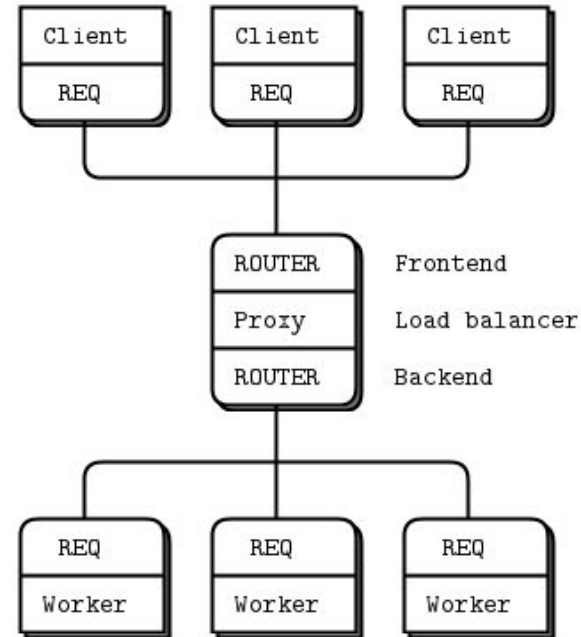 Client Client Client
REQ REQ REQ
ROUTER Frontend
Proxy Load balancer
ROUTER Backend
REQ REQ REQ
Worker Worker Worker